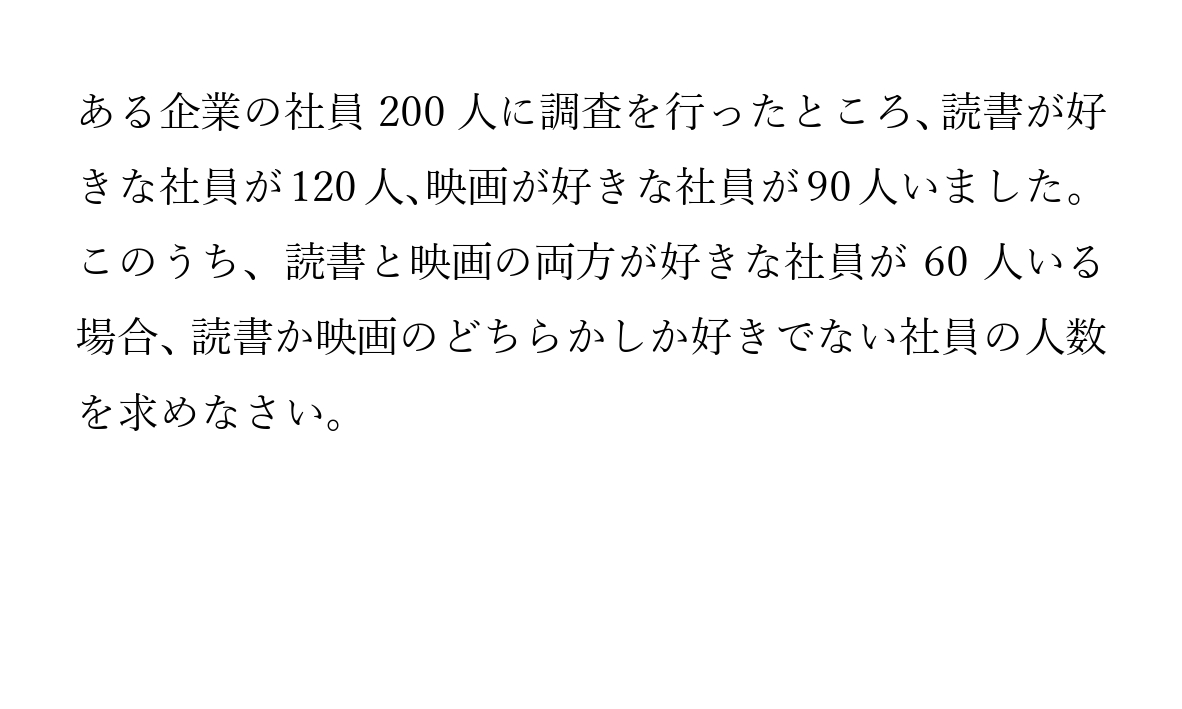 ある企業の社員 200 人に調査を行ったところ、読書が好
きな社員が 120 人、映画が好きな社員が 90 人いました。
このうち、読書と映画の両方が好きな社員が 60 人いる
場合、読書か映画のどちらかしか好きでない社員の人数
を求めなさい。